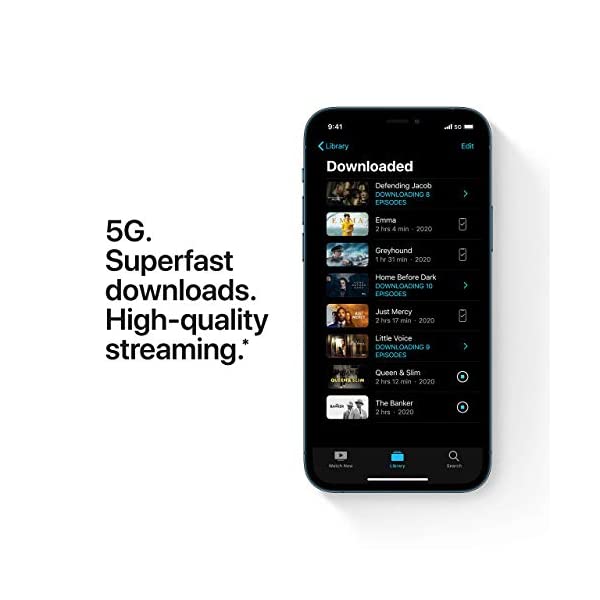 5G.
Superfast
downloads.
High-quality
streaming.*
9:41
5G
Library
Edit
Downloaded
Defending Jacob
DOWNLOADING 8
EPISODES
EMMA
Emma
2 hrs 4 min · 2020
Greyhound
1 hr 31 min · 2020
Home Before Dark
DOWNLOADING 10
EPISODES
JUST MERCY
Just Mercy
2 hrs 17 min · 2020
Little Voice
DOWNLOADING 9
EPISODES
QUEEN & SLIM
Queen & Slim
2 hrs 12 min · 2020
BANKER
The Banker
2 hrs · 2020
Watch Now
Library
Search